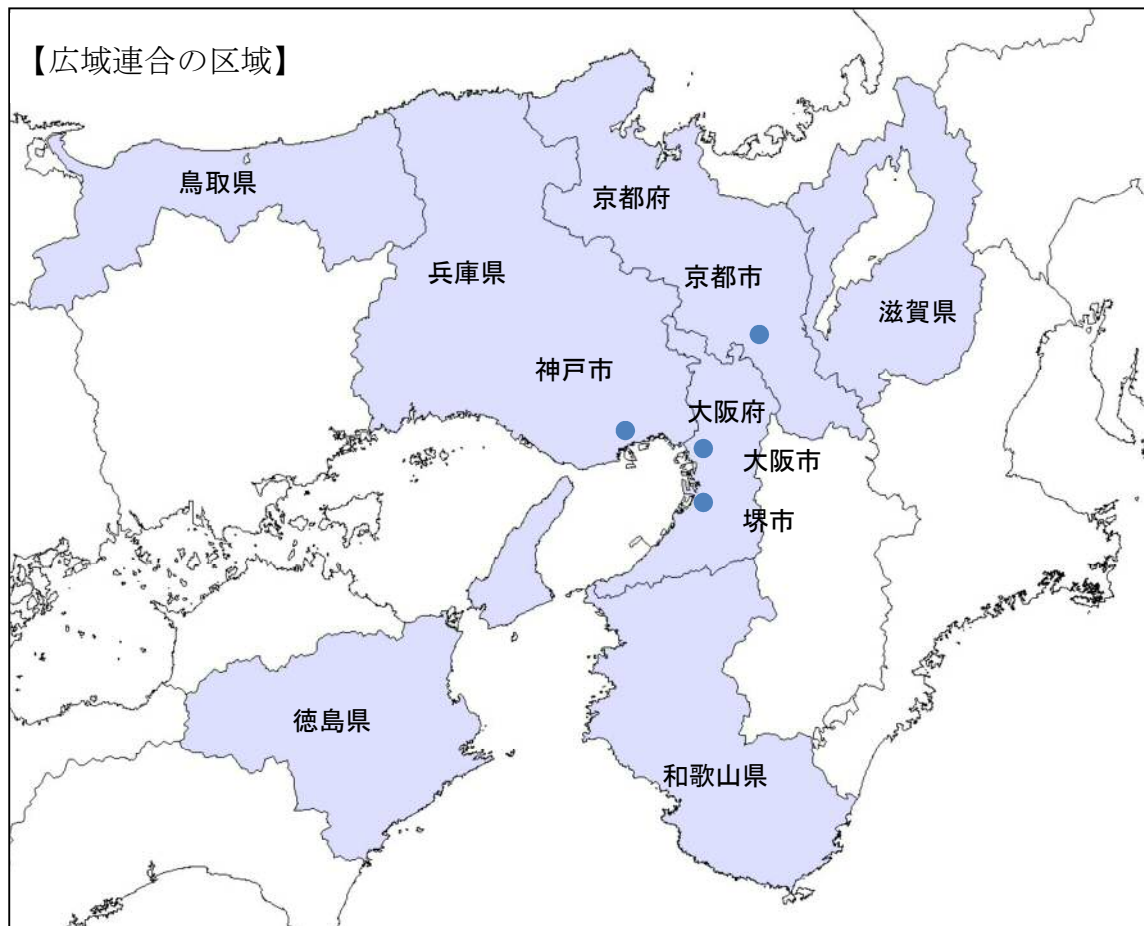 【広域連合の区域】
鳥取県
京都府
兵庫県
京都市
滋賀県
神戸市
大阪府
大阪市
堺市
徳島県
和歌山県